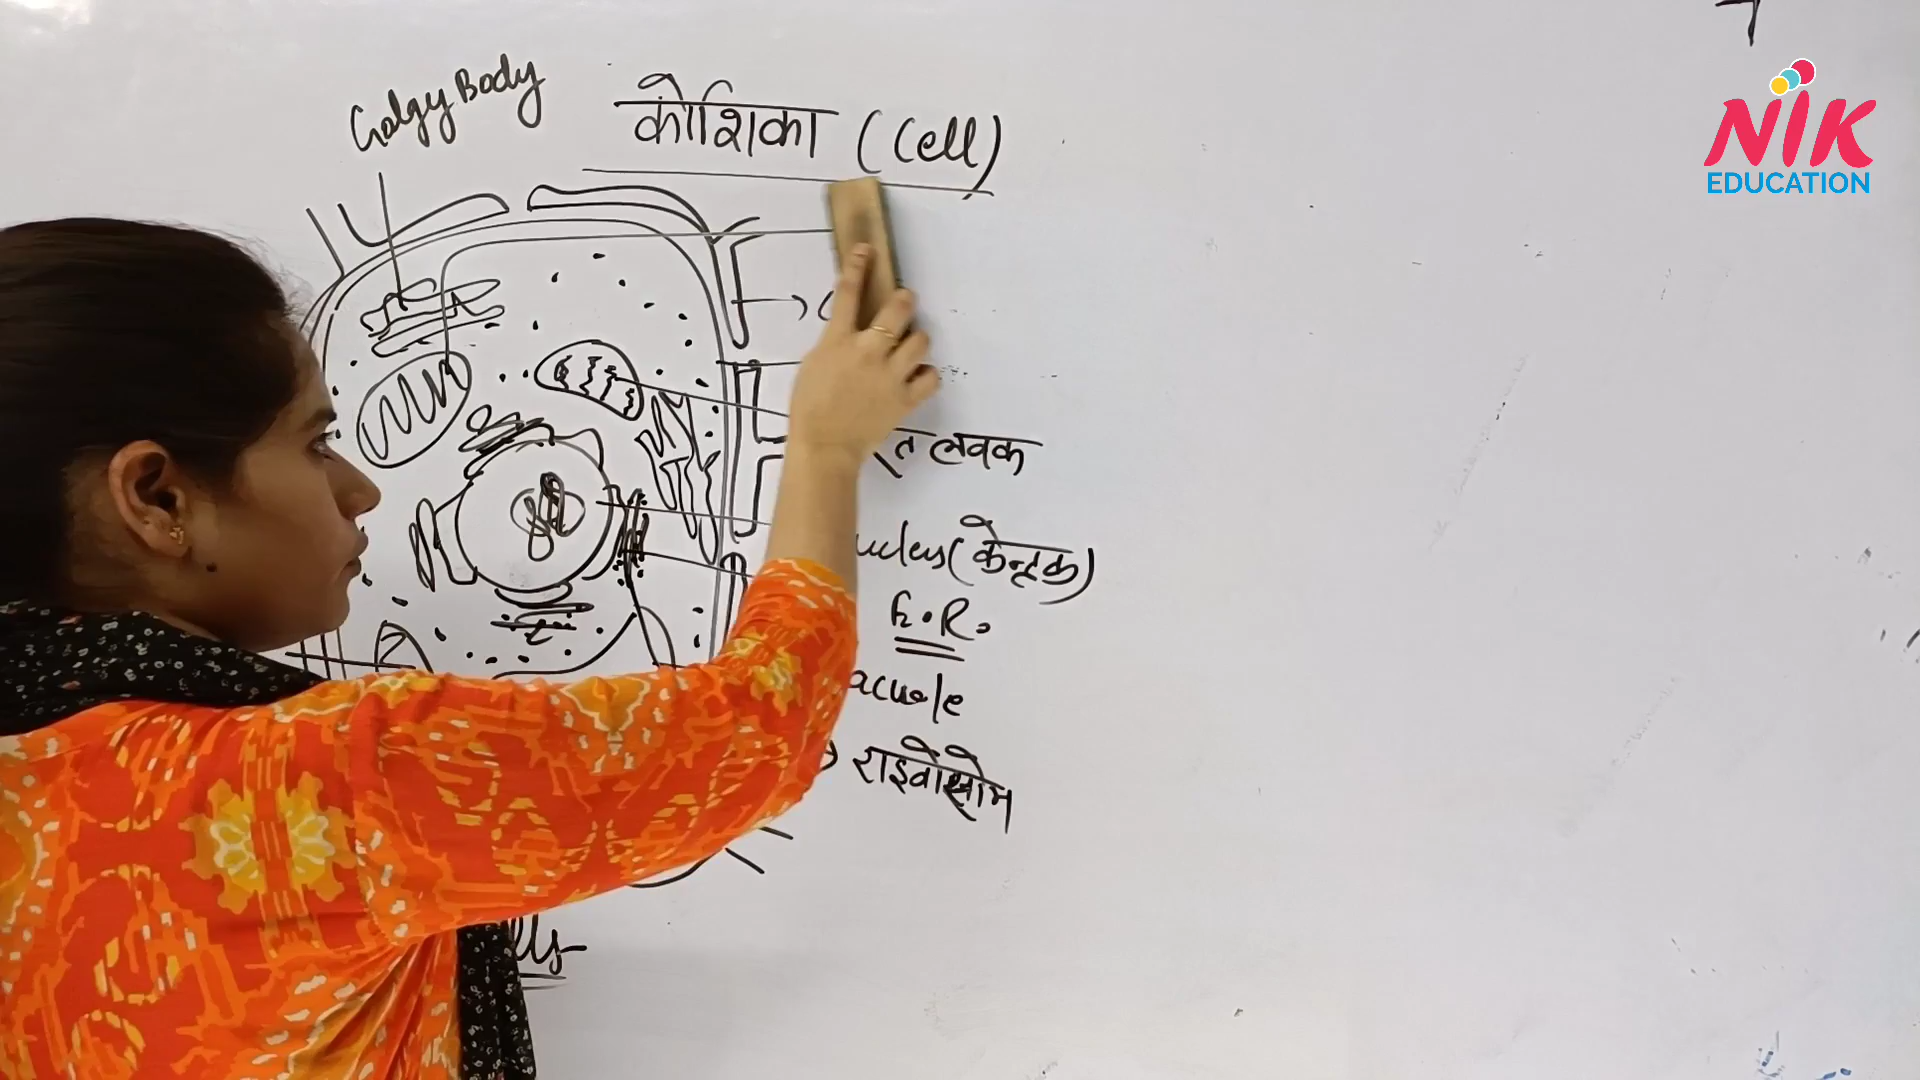 Golgy Body
कोशिका (Cell)
NIK
EDUCATION
त लवक
ucleus (केन्द्रक)
E.R.
acuole
राइबोसोम